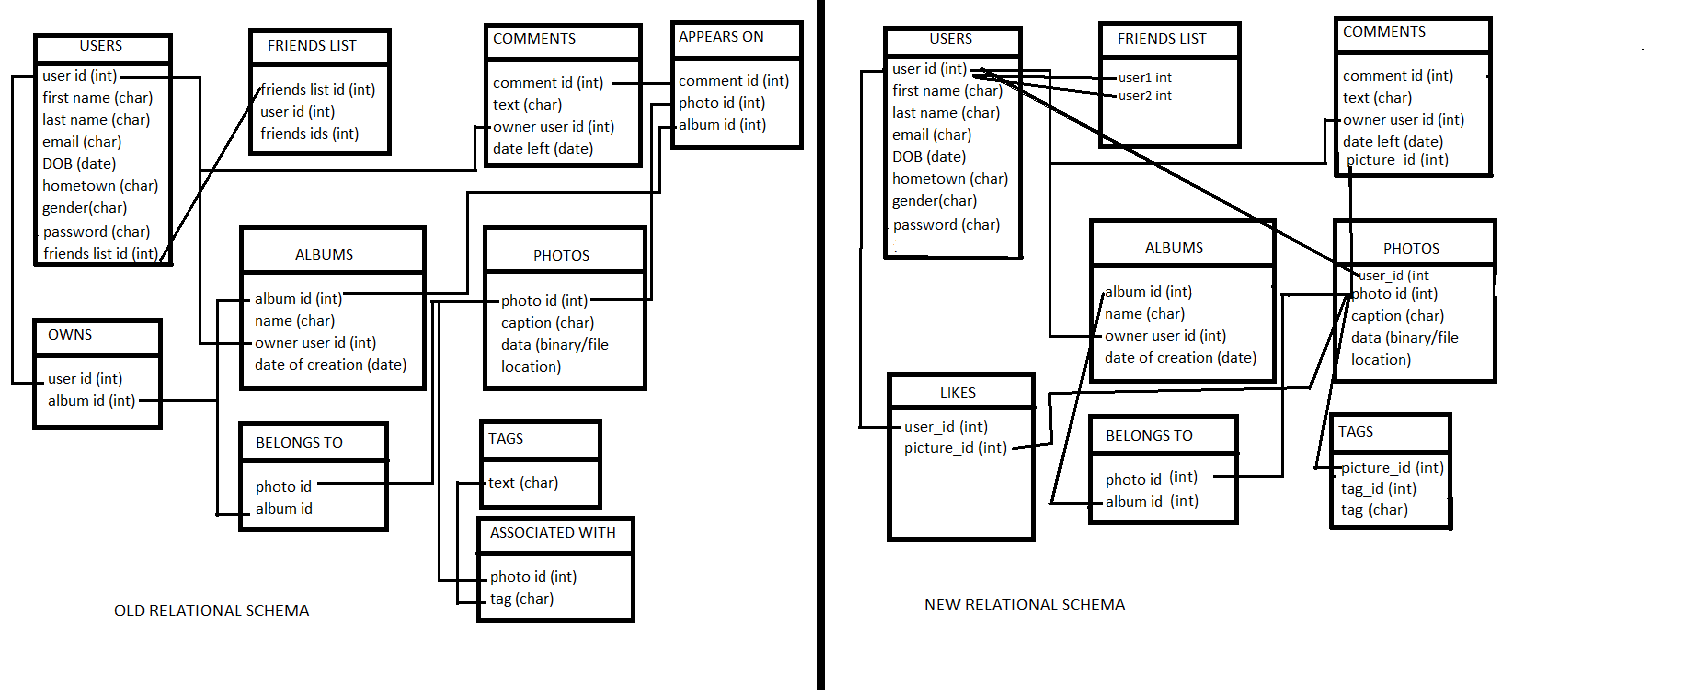 USERS
user id (int)
first name (char)
last name (char)
email (char)
DOB (date)
hometown (char)
gender(char)
password (char)
friends list id (int)
FRIENDS LIST
friends list id (int)
user id (int)
friends ids (int)
COMMENTS
comment id (int)
text (char)
owner user id (int)
date left (date)
APPEARS ON
comment id (int)
photo id (int)
album id (int)
OWNS
user id (int)
album id (int)
ALBUMS
album id (int)
name (char)
owner user id (int)
date of creation (date)
PHOTOS
photo id (int)
caption (char)
data (binary/file
location)
BELONGS TO
photo id
album id
TAGS
text (char)
ASSOCIATED WITH
photo id (int)
tag (char)
OLD RELATIONAL SCHEMA
USERS
user id (int)
first name (char)
last name (char)
email (char)
DOB (date)
hometown (char)
gender(char)
password (char)
FRIENDS LIST
user1 int
user2 int
COMMENTS
comment id (int)
text (char)
owner user id (int)
date left (date)
picture_id (int)
ALBUMS
album id (int)
name (char)
owner user id (int)
date of creation (date)
PHOTOS
user_id (int
photo id (int)
caption (char)
data (binary/file
location)
LIKES
user_id (int)
picture_id (int)
BELONGS TO
photo id (int)
album id (int)
TAGS
picture_id (int)
tag_id (int)
tag (char)
NEW RELATIONAL SCHEMA